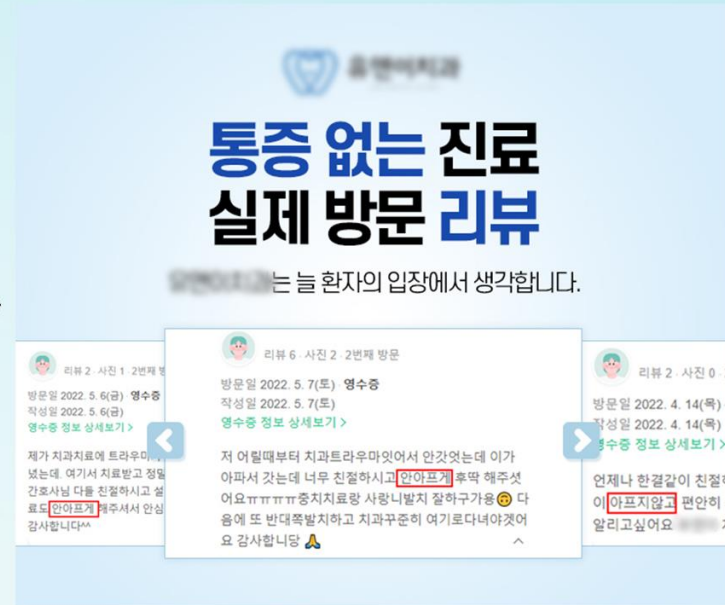 통증 없는 진료
실제 방문 리뷰
는 늘 환자의 입장에서 생각합니다.
리뷰 2 · 사진 1 · 2번째 방
방문일 2022. 5. 6(금) · 영수증
작성일 2022. 5. 6(금)
영수증 정보 상세보기 >
제가 치과치료에 트라우마
녔는데. 여기서 치료받고 정말
간호사님 다들 친절하시고 설
료도 안아프게 해주셔서 안심
감사합니다^^
리뷰 6 · 사진 2 · 2번째 방문
방문일 2022. 5. 7(토) · 영수증
작성일 2022. 5. 7(토)
영수증 정보 상세보기 >
저 어릴때부터 치과트라우마잇어서 안갓엇는데 이가
아파서 갓는데 너무 친절하시고 안아프게 후딱 해주셧
어요ㅠㅠㅠㅠ충치치료랑 사랑니발치 잘하구가용🙃 다
음에 또 반대쪽발치하고 치과꾸준히 여기로다녀야겟어
요 감사합니당 🙏
리뷰 2 · 사진 0 ·
방문일 2022. 4. 14(목)
작성일 2022. 4. 14(목)
영수증 정보 상세보기 >
언제나 한결같이 친절
이 아프지않고 편안히
알리고싶어요